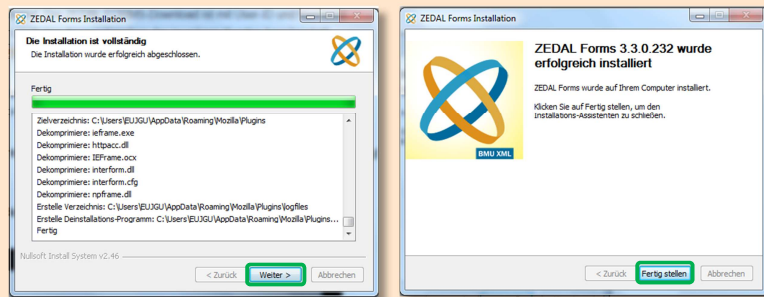 ZEDAL Forms Installation
Die Installation ist vollständig
Die Installation wurde erfolgreich abgeschlossen.
Fertig
Zielverzeichnis: C:\Users\EUJGU\AppData\Roaming\Mozilla\Plugins
Dekomprimiere: ieframe.exe
Dekomprimiere: httpacc.dll
Dekomprimiere: IEFrame.ocx
Dekomprimiere: interform.dll
Dekomprimiere: interform.cfg
Dekomprimiere: npframe.dll
Erstelle Verzeichnis: C:\Users\EUJGU\AppData\Roaming\Mozilla\Plugins\logfiles
Erstelle Deinstallations-Programm: C:\Users\EUJGU\AppData\Roaming\Mozilla\Plugins...
Fertig
Nullsoft Install System v2.46
< Zurück Weiter > Abbrechen
ZEDAL Forms Installation
ZEDAL Forms 3.3.0.232 wurde
erfolgreich installiert
ZEDAL Forms wurde auf Ihrem Computer installiert.
Klicken Sie auf Fertig stellen, um den
Installations-Assistenten zu schließen.
BMU XML
< Zurück Fertig stellen Abbrechen